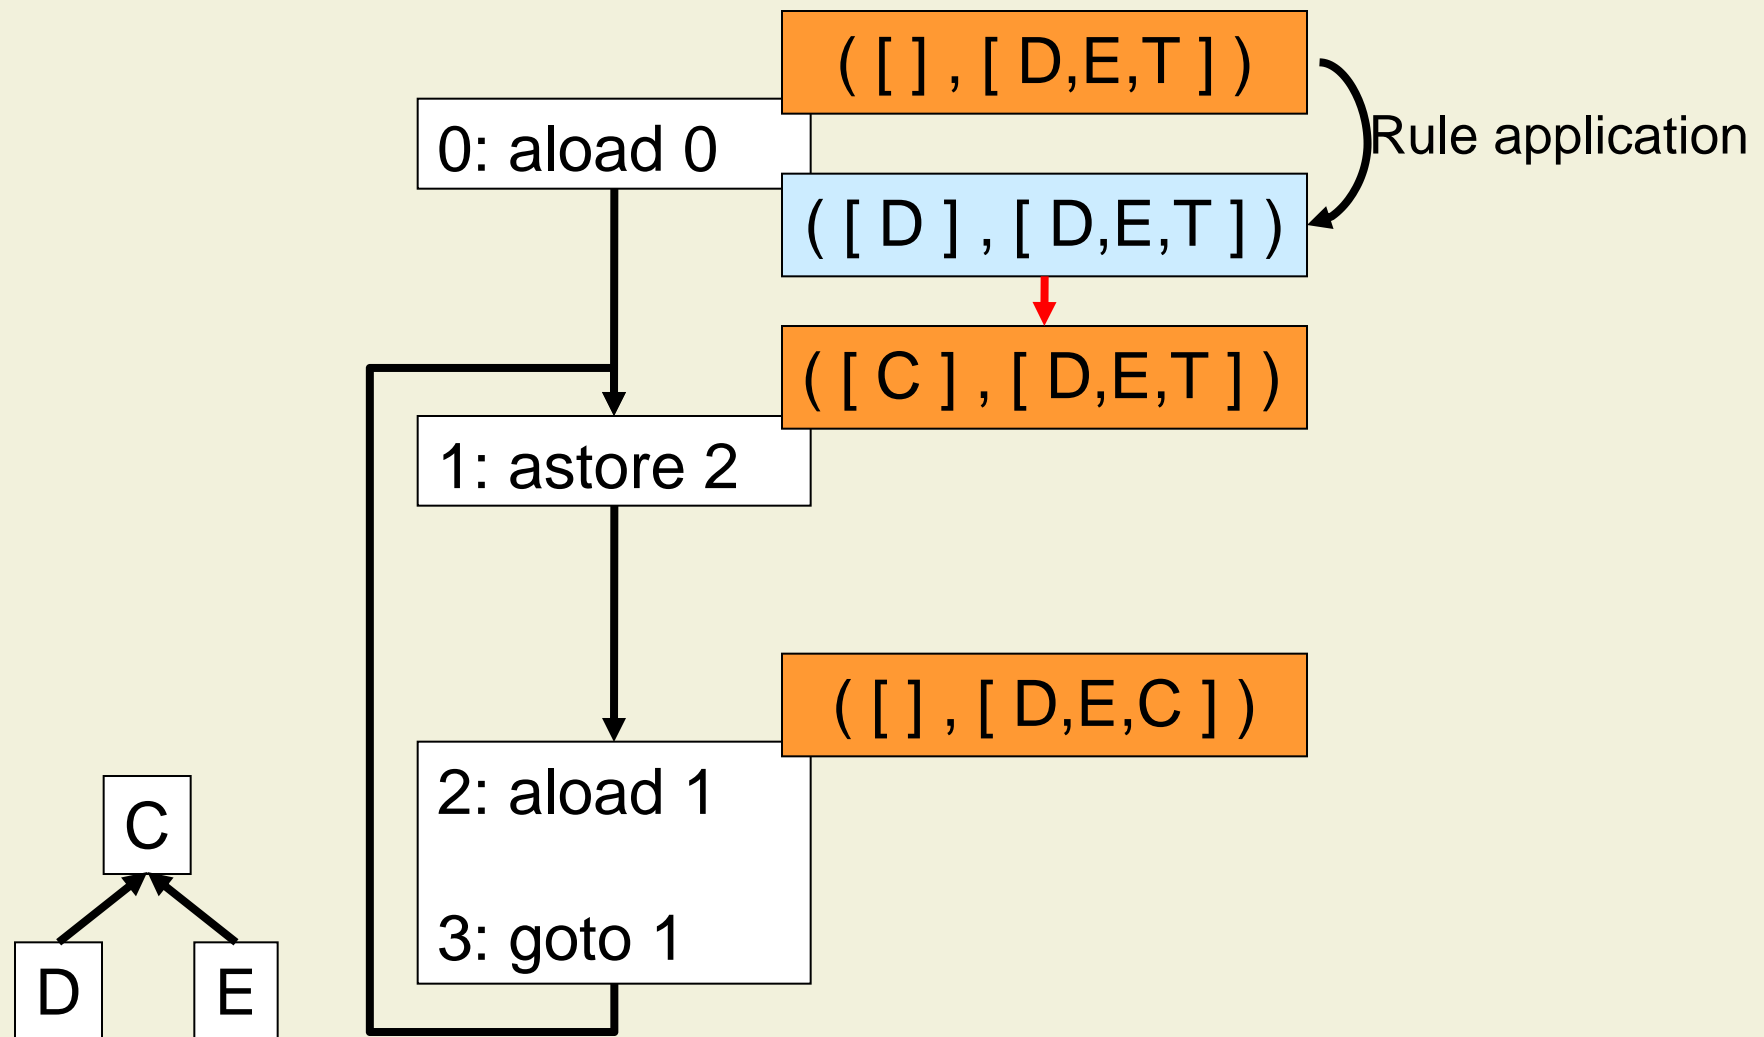 ( [ ] , [ D,E,T ] )
0: aload 0
Rule application
( [ D ] , [ D,E,T ] )
( [ C ] , [ D,E,T ] )
1: astore 2
( [ ] , [ D,E,C ] )
2: aload 1
C
3: goto 1
D
E